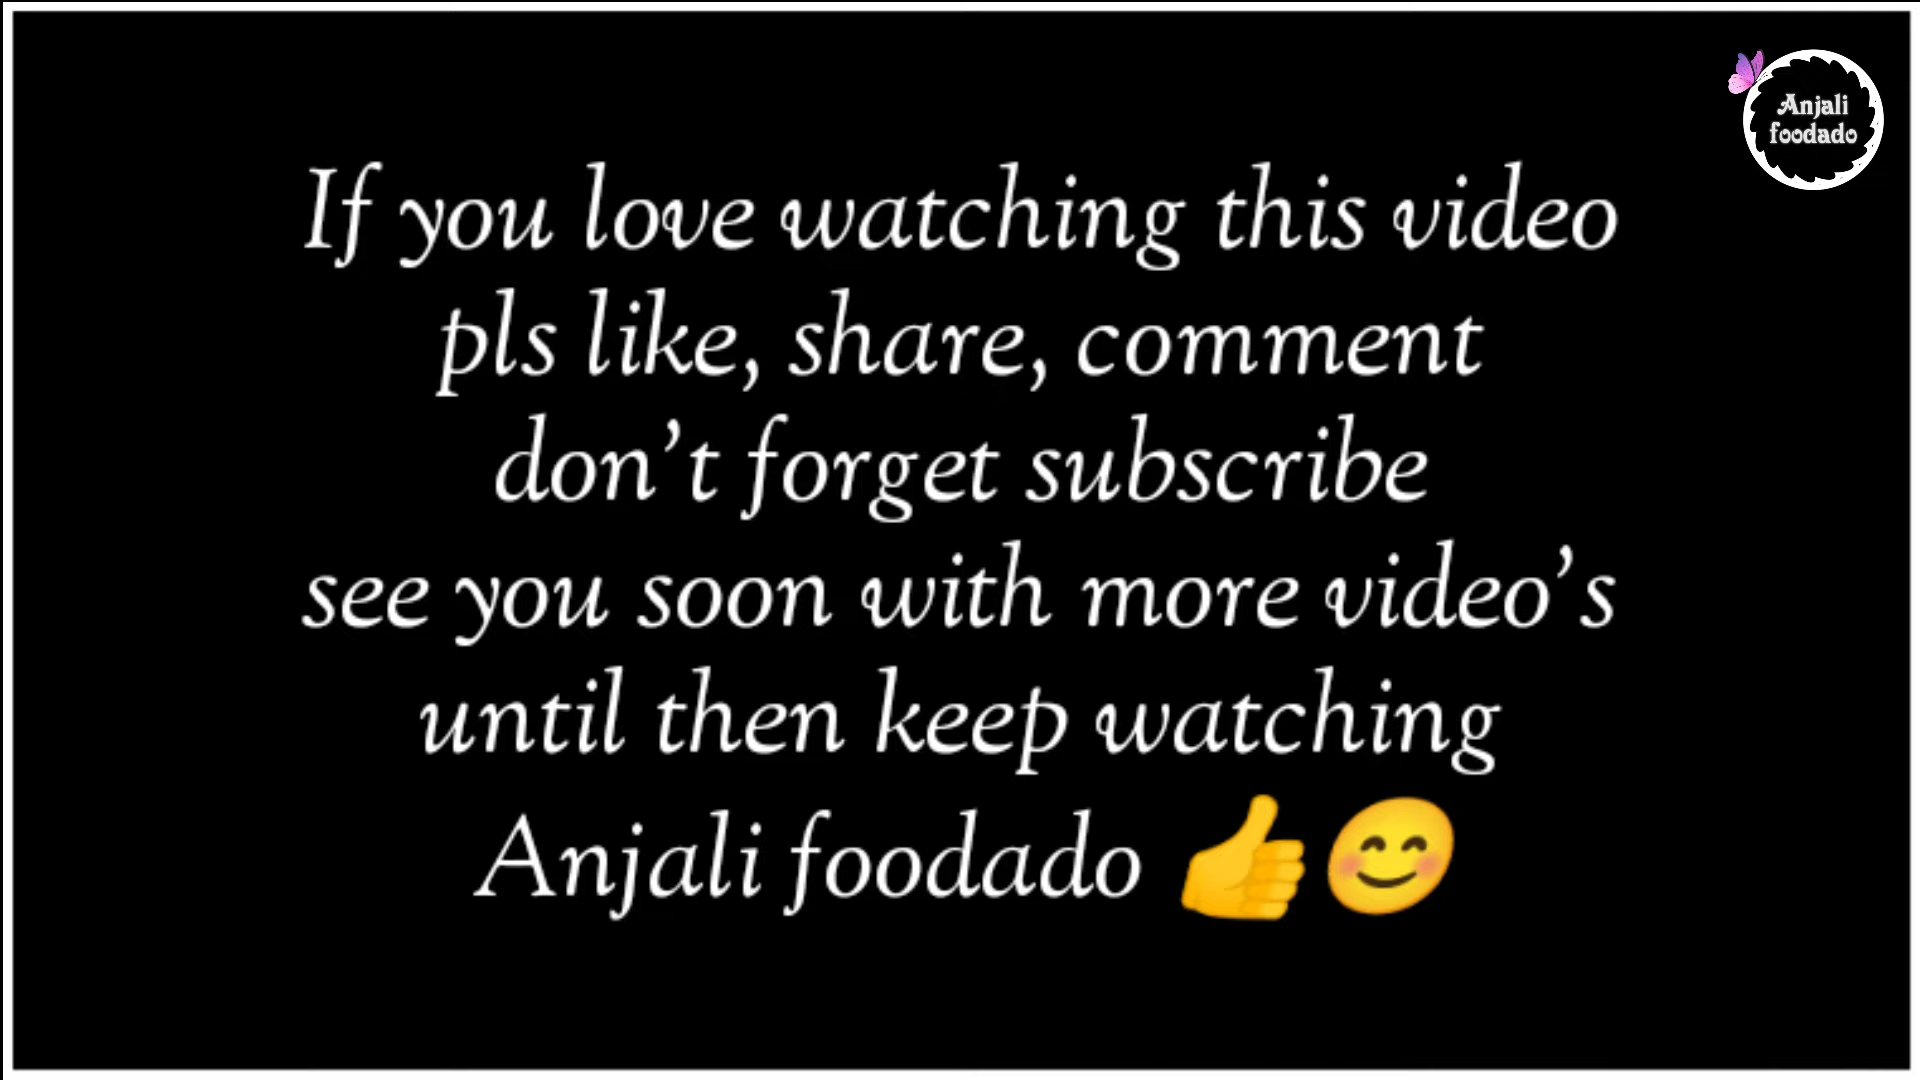 Anjali
foodado
If you love watching this video
pls like, share, comment
don’t forget subscribe
see you soon with more video’s
until then keep watching
Anjali foodado 👍😊